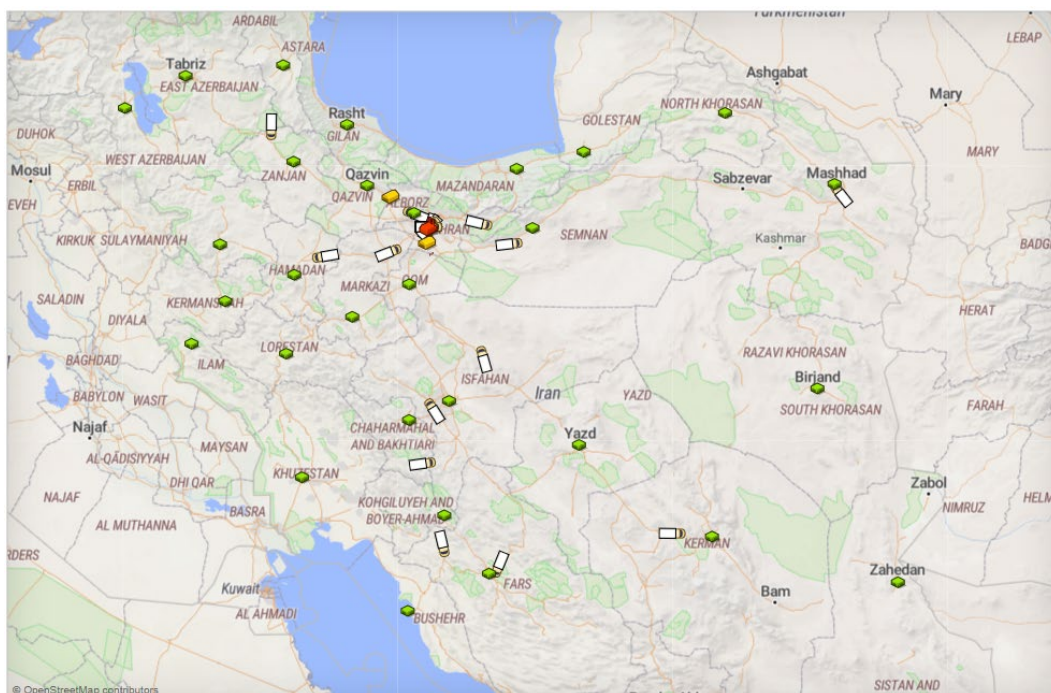 Turkmenistan
ARDABIL
LEBAP
ASTARA
Tabriz
EAST AZERBAIJAN
Ashgabat
Mary
NORTH KHORASAN
Rasht
GILAN
GOLESTAN
DUHOK
WEST AZERBAIJAN
MARY
Mosul
ZANJAN
Qazvin
QAZVIN
MAZANDARAN
Mashhad
ERBIL
ALBORZ
Sabzevar
EVEH
KIRKUK
SULAYMANIYAH
SEMNAN
Kashmar
HAMADAN
MARKAZI
QOM
SALADIN
KERMANSHAH
HERAT
DIYALA
LORESTAN
BAGHDAD
ILAM
RAZAVI KHORASAN
ISFAHAN
Iran
YAZD
Birjand
BABYLON
WASIT
SOUTH KHORASAN
FARAH
Najaf
MAYSAN
CHAHARMAHAL
AND BAKHTIARI
Yazd
AL-QĀDISIYYAH
DHI QAR
KHUZESTAN
Zabol
NAJAF
BASRA
KOHGILUYEH AND
BOYER-AHMAD
NIMRUZ
HELM
AL MUTHANNA
RDERS
KERMAN
Zahedan
Kuwait
FARS
Bam
AL AHMADI
BUSHEHR
SISTAN AND
© OpenStreetMap contributors